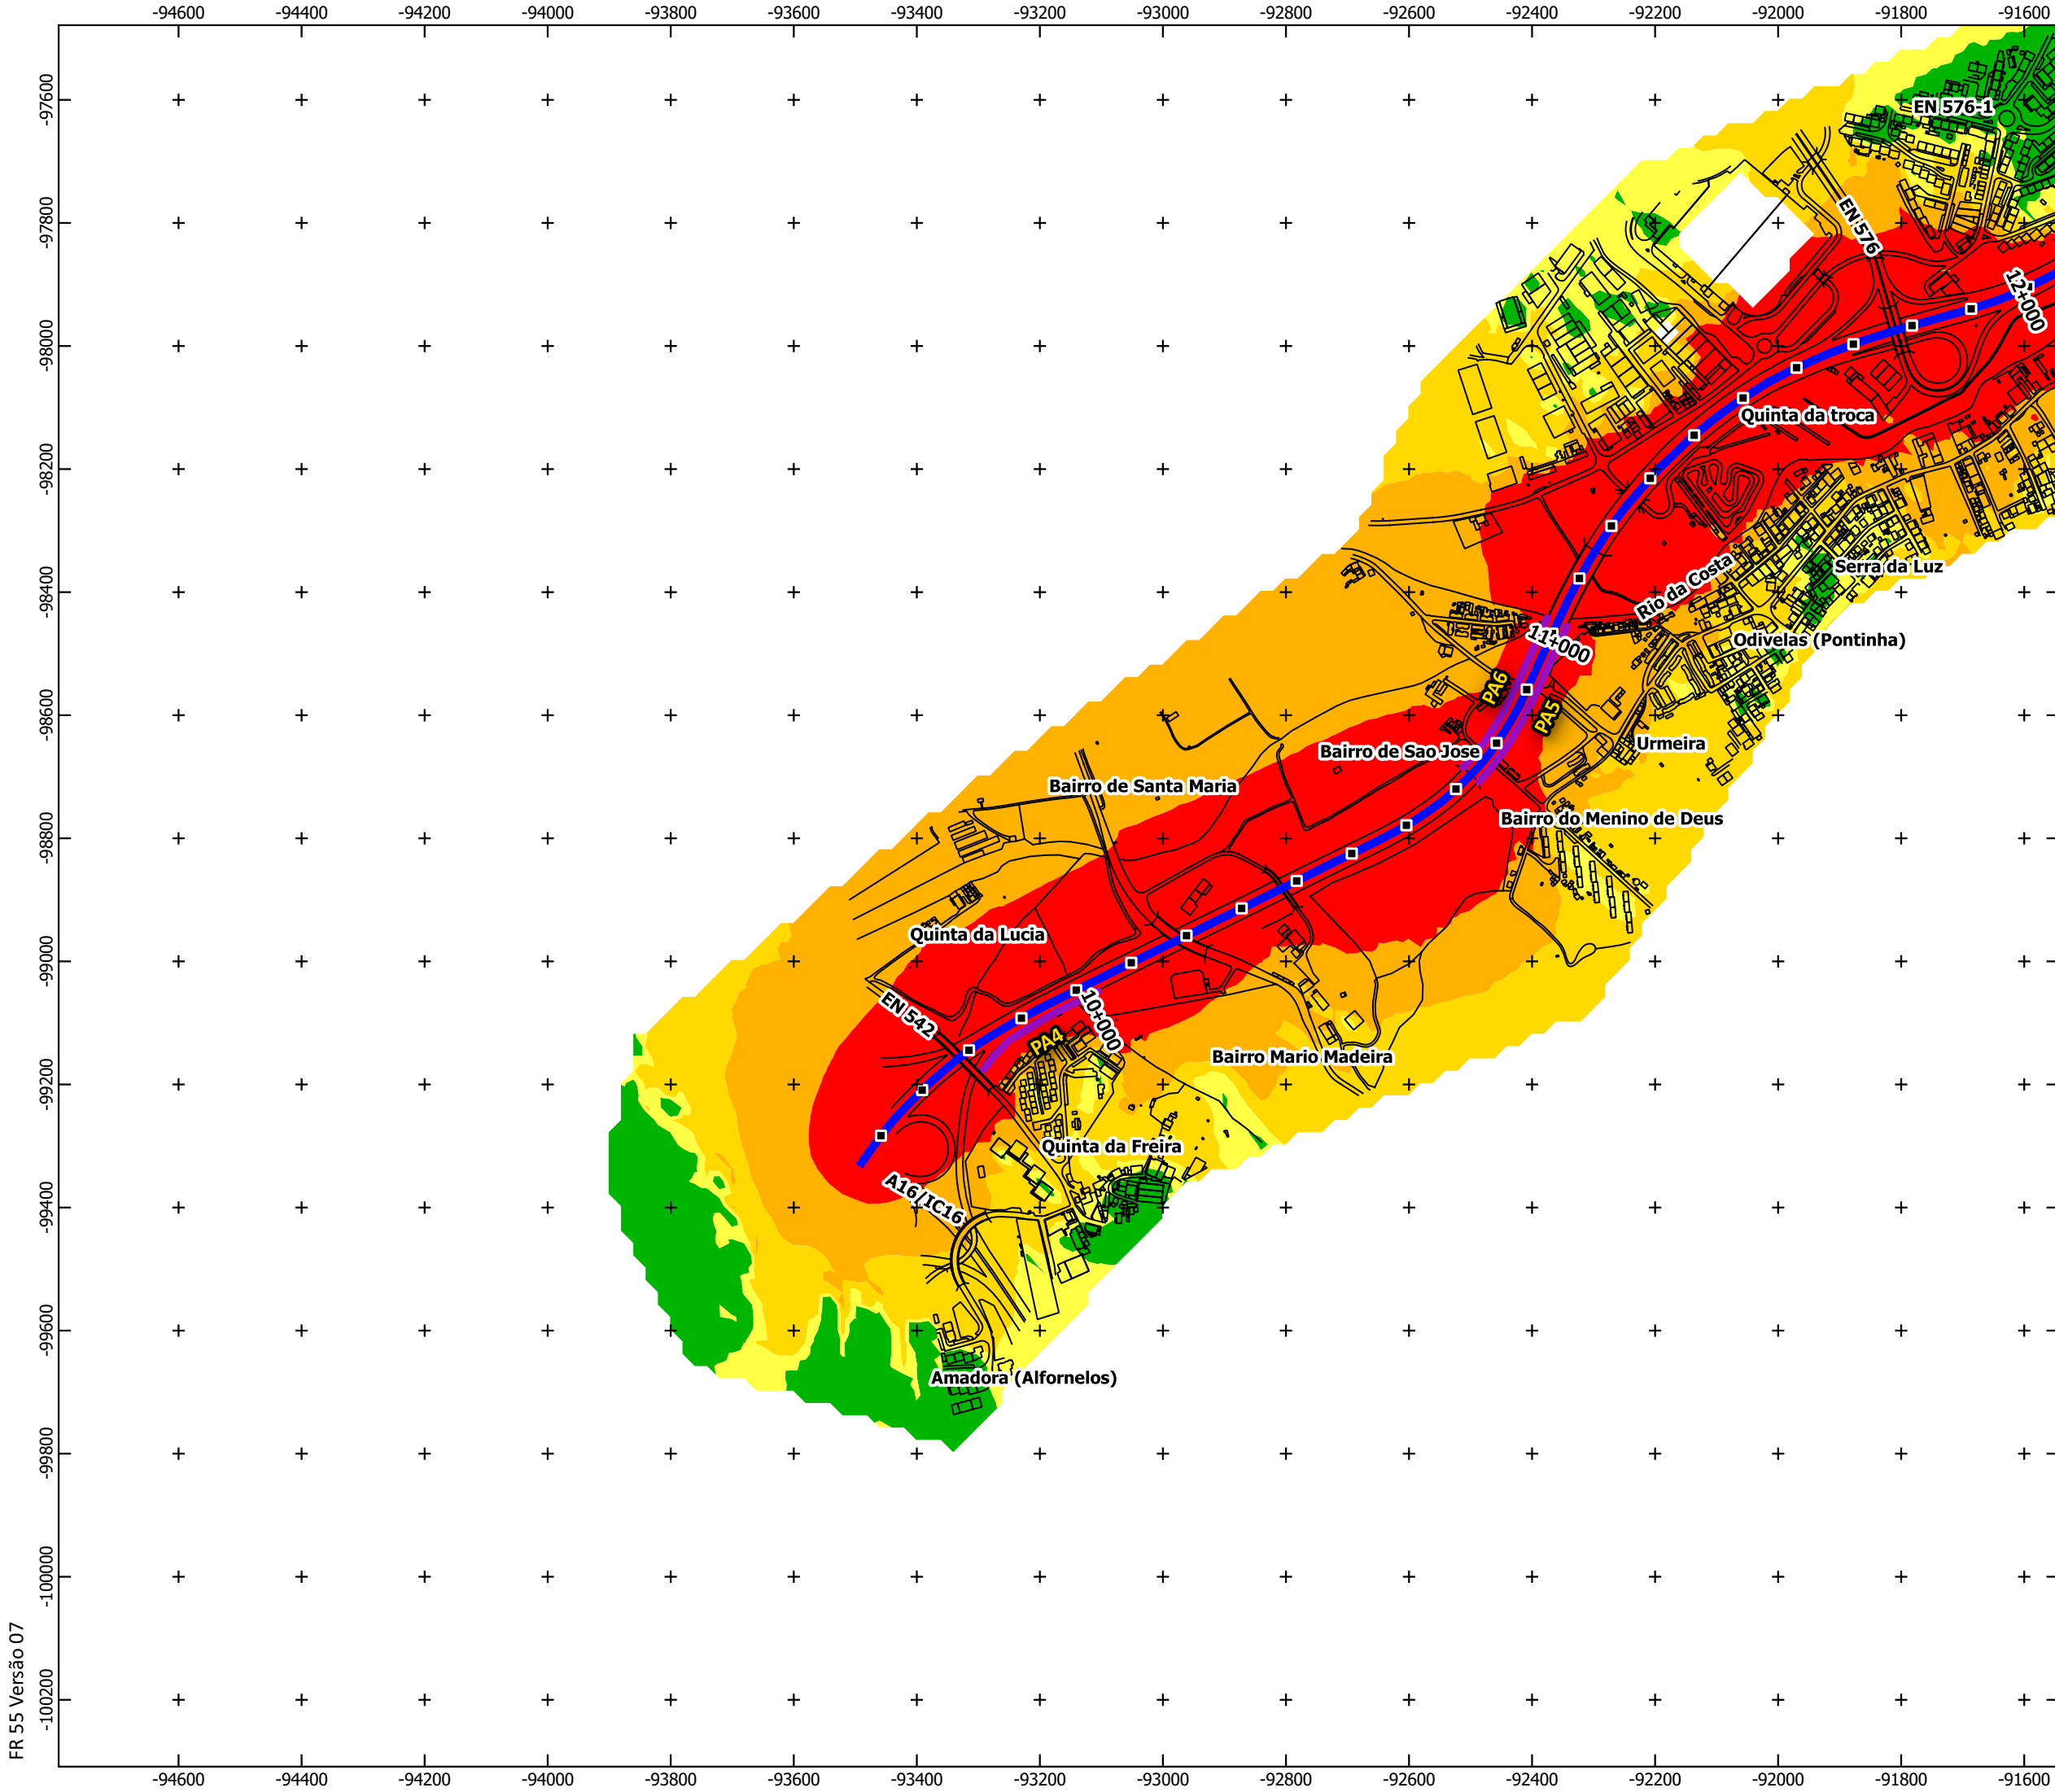 -94600 -94400 -94200 -94000 -93800 -93600 -93400 -93200 -93000 -92800 -92600 -92400 -92200 -92000 -91800 -91600
-97600
-97800
-98000
-98200
-98400
-98600
-98800
-99000
-99200
-99400
-99600
-99800
-100000
-100200
EN 576-1
EN 576
12+000
Quinta da troca
Serra da Luz
Rio da Costa
Odivelas (Pontinha)
11+000
PA6
PA5
Urmeira
Bairro de Sao Jose
Bairro de Santa Maria
Bairro do Menino de Deus
Quinta da Lucia
EN 542
10+000
PA4
Bairro Mario Madeira
Quinta da Freira
A16/IC16
Amadora (Alfornelos)
FR 55 Versão 07
-94600 -94400 -94200 -94000 -93800 -93600 -93400 -93200 -93000 -92800 -92600 -92400 -92200 -92000 -91800 -91600